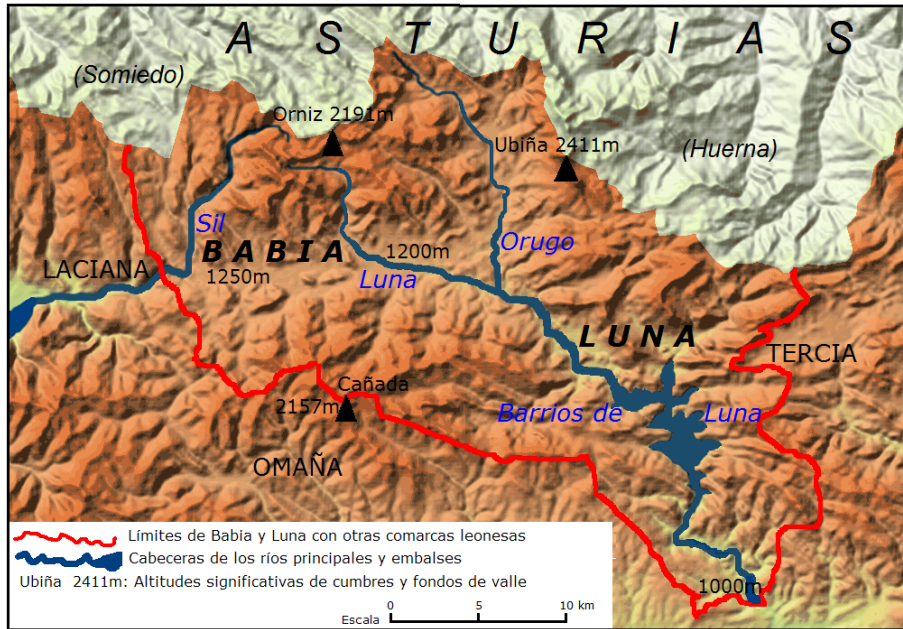 A S T U R I A S
(Somiedo)
Orniz 2191m
Ubiña 2411m
(Huerna)
Sil
BABIA
1200m
Orugo
LACIANA
1250m
Luna
LUNA
TERCIA
Cañada
2157m
Barrios de Luna
OMAÑA
Límites de Babia y Luna con otras comarcas leonesas
Cabeceras de los ríos principales y embalses
Ubiña 2411m: Altitudes significativas de cumbres y fondos de valle
1000m
Escala 0 5 10 km